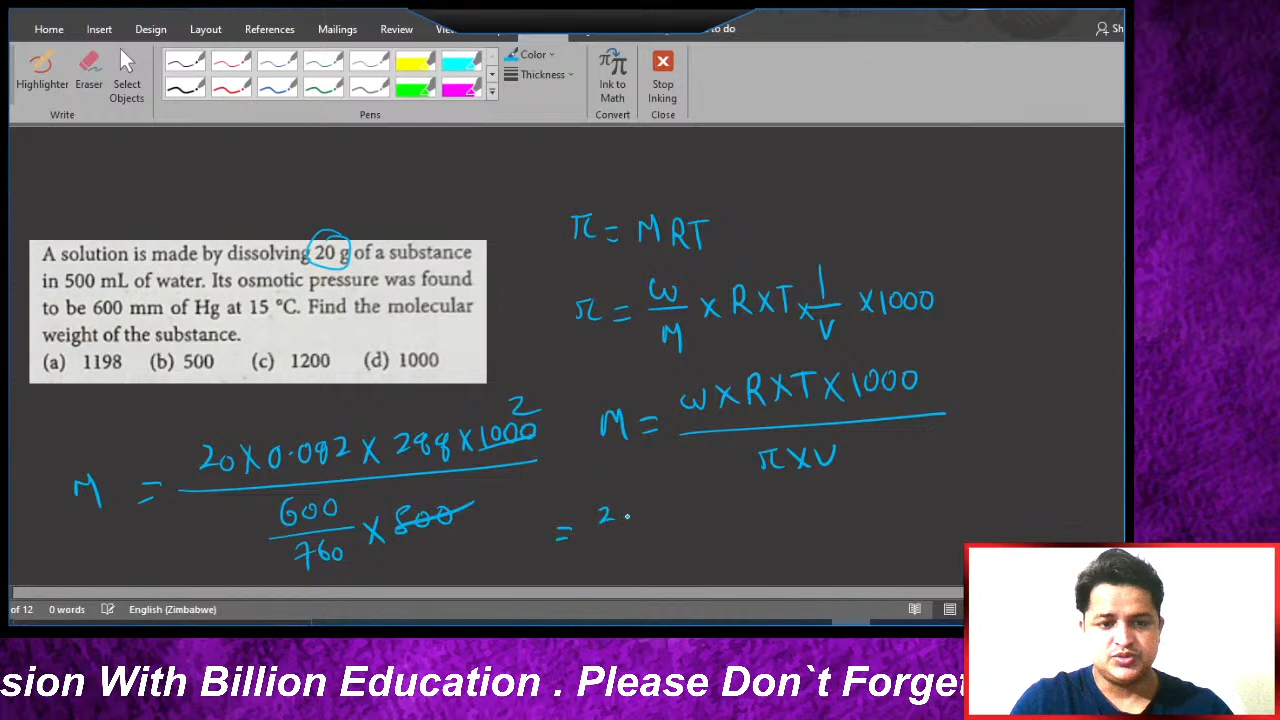 Home Insert Design Layout References Mailings Review to do
Highlighter Eraser Select Objects
Color
Thickness
Ink to Math
Stop Inking
Write Pens Convert Close
A solution is made by dissolving 20 g of a substance
in 500 mL of water. Its osmotic pressure was found
to be 600 mm of Hg at 15 °C. Find the molecular
weight of the substance.
(a) 1198 (b) 500 (c) 1200 (d) 1000
π = MRT
π = ω/M × R×T × 1/V × 1000
M = ω×R×T×1000 / π×V
M = 20×0.082 × 288 × 1000 2 / 600/760 × 500
= 2.
of 12 0 words English (Zimbabwe)
sion With Billion Education . Please Don`t Forget